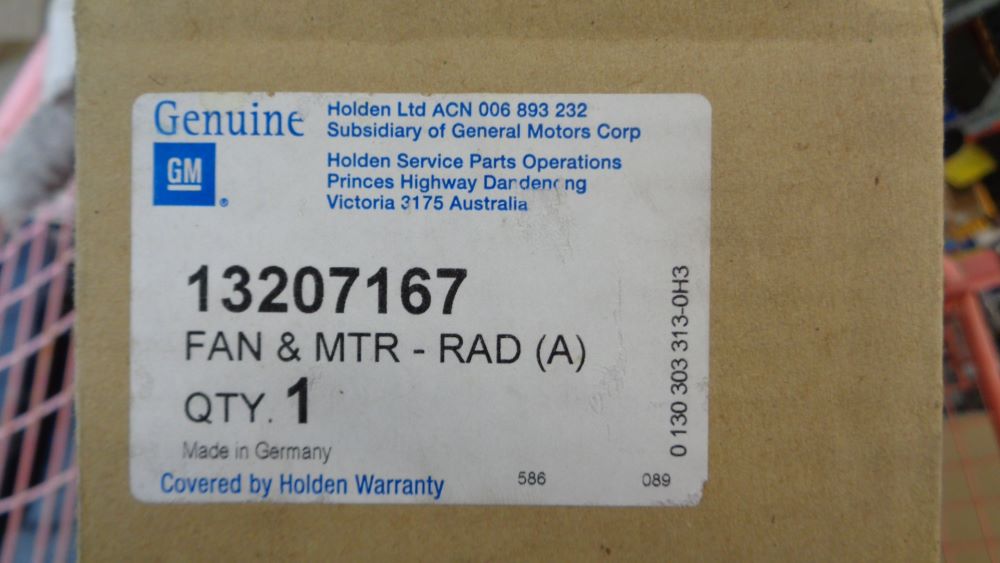 Genuine
GM
®
Holden Ltd ACN 006 893 232
Subsidiary of General Motors Corp
Holden Service Parts Operations
Princes Highway Dandenong
Victoria 3175 Australia
13207167
FAN & MTR - RAD (A)
QTY. 1
Made in Germany
Covered by Holden Warranty
586
089
0 130 303 313-0H3